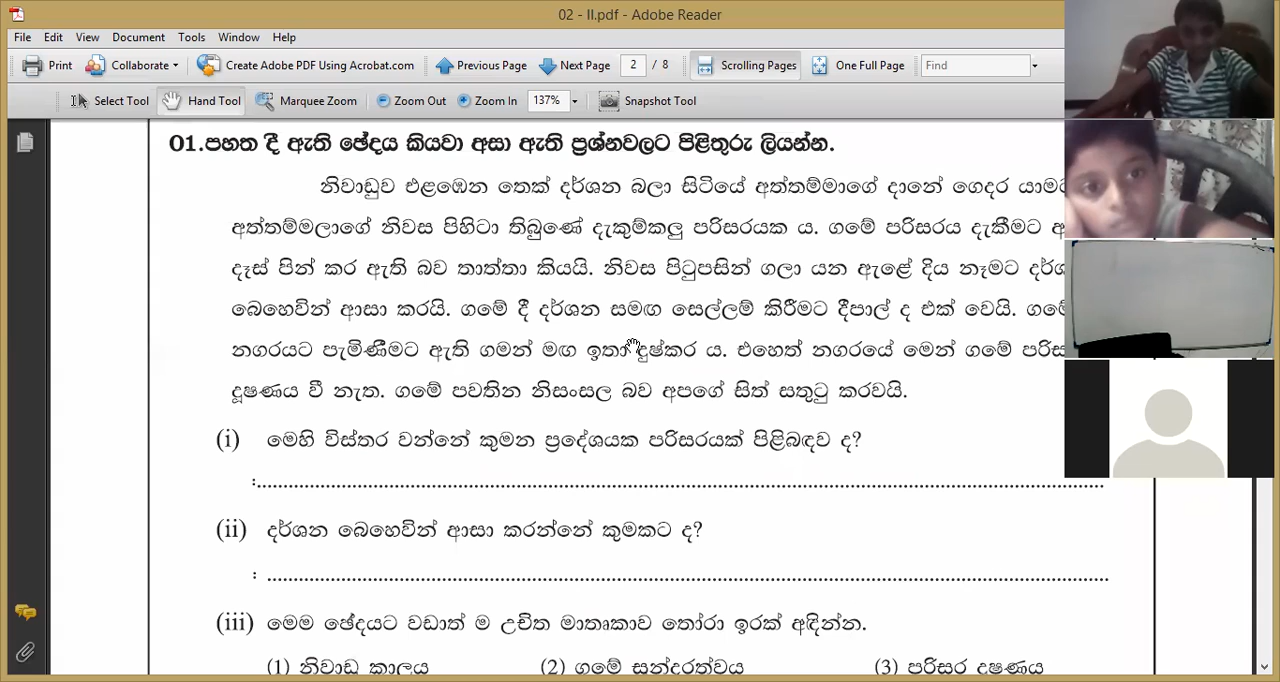 02 - II.pdf - Adobe Reader
File Edit View Document Tools Window Help
Print Collaborate Create Adobe PDF Using Acrobat.com Previous Page Next Page 2 / 8 Scrolling Pages One Full Page Find
Select Tool Hand Tool Marquee Zoom Zoom Out Zoom In 137% Snapshot Tool
01.පහත දී ඇති ඡේදය කියවා අසා ඇති ප්‍රශ්නවලට පිළිතුරු ලියන්න.
නිවාඩුව එළඹෙන තෙක් දර්ශන බලා සිටියේ අත්තම්මාගේ දානේ ගෙදර
අත්තම්මලාගේ නිවස පිහිටා තිබුණේ දැකුම්කලු පරිසරයක ය. ගමේ පරිසරය දැකීමට
දෑස් පින් කර ඇති බව තාත්තා කියයි. නිවස පිටුපසින් ගලා යන ඇළේ දිය නෑමට
බෙහෙවින් ආසා කරයි. ගමේ දී දර්ශන සමඟ සෙල්ලම් කිරීමට දීපාල් ද එක් වෙයි.
නගරයට පැමිණීමට ඇති ගමන් මඟ ඉතා දුෂ්කර ය. එහෙත් නගරයේ මෙන් ගමේ
දූෂණය වී නැත. ගමේ පවතින නිසංසල බව අපගේ සිත් සතුටු කරවයි.
(i) මෙහි විස්තර වන්නේ කුමන ප්‍රදේශයක පරිසරයක් පිළිබඳව ද?
:....................................................................................................
(ii) දර්ශන බෙහෙවින් ආසා කරන්නේ කුමකට ද?
: ....................................................................................................
(iii) මෙම ඡේදයට වඩාත් ම උචිත මාතෘකාව තෝරා ඉරක් අඳින්න.
(1) නිවාඩු කාලය (2) ගමේ සුන්දරත්වය (3) පරිසර දූෂණය